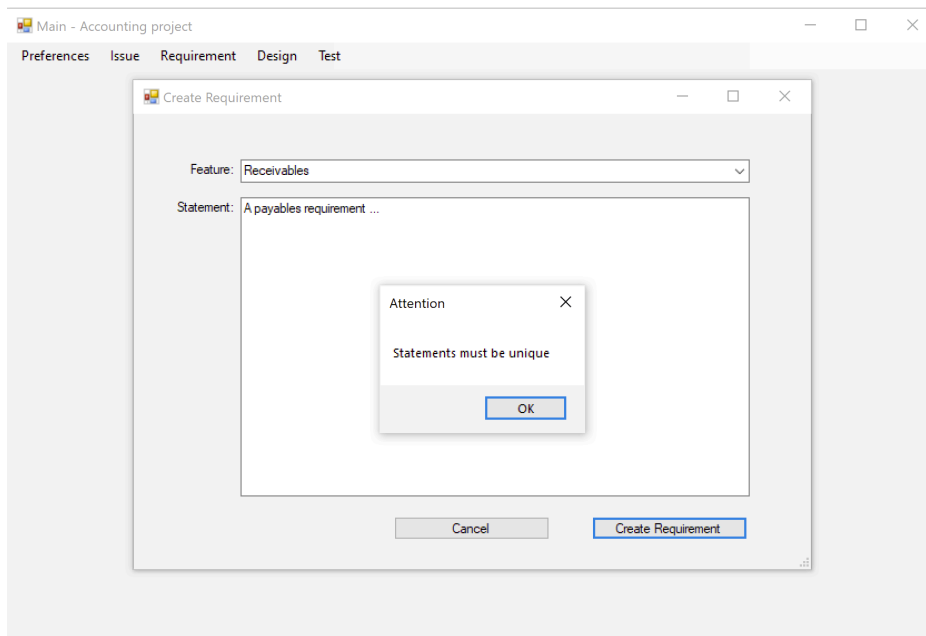 Main - Accounting project
Preferences Issue Requirement Design Test
Create Requirement
Feature: Receivables
Statement: A payables requirement ...
Attention
Statements must be unique
OK
Cancel Create Requirement